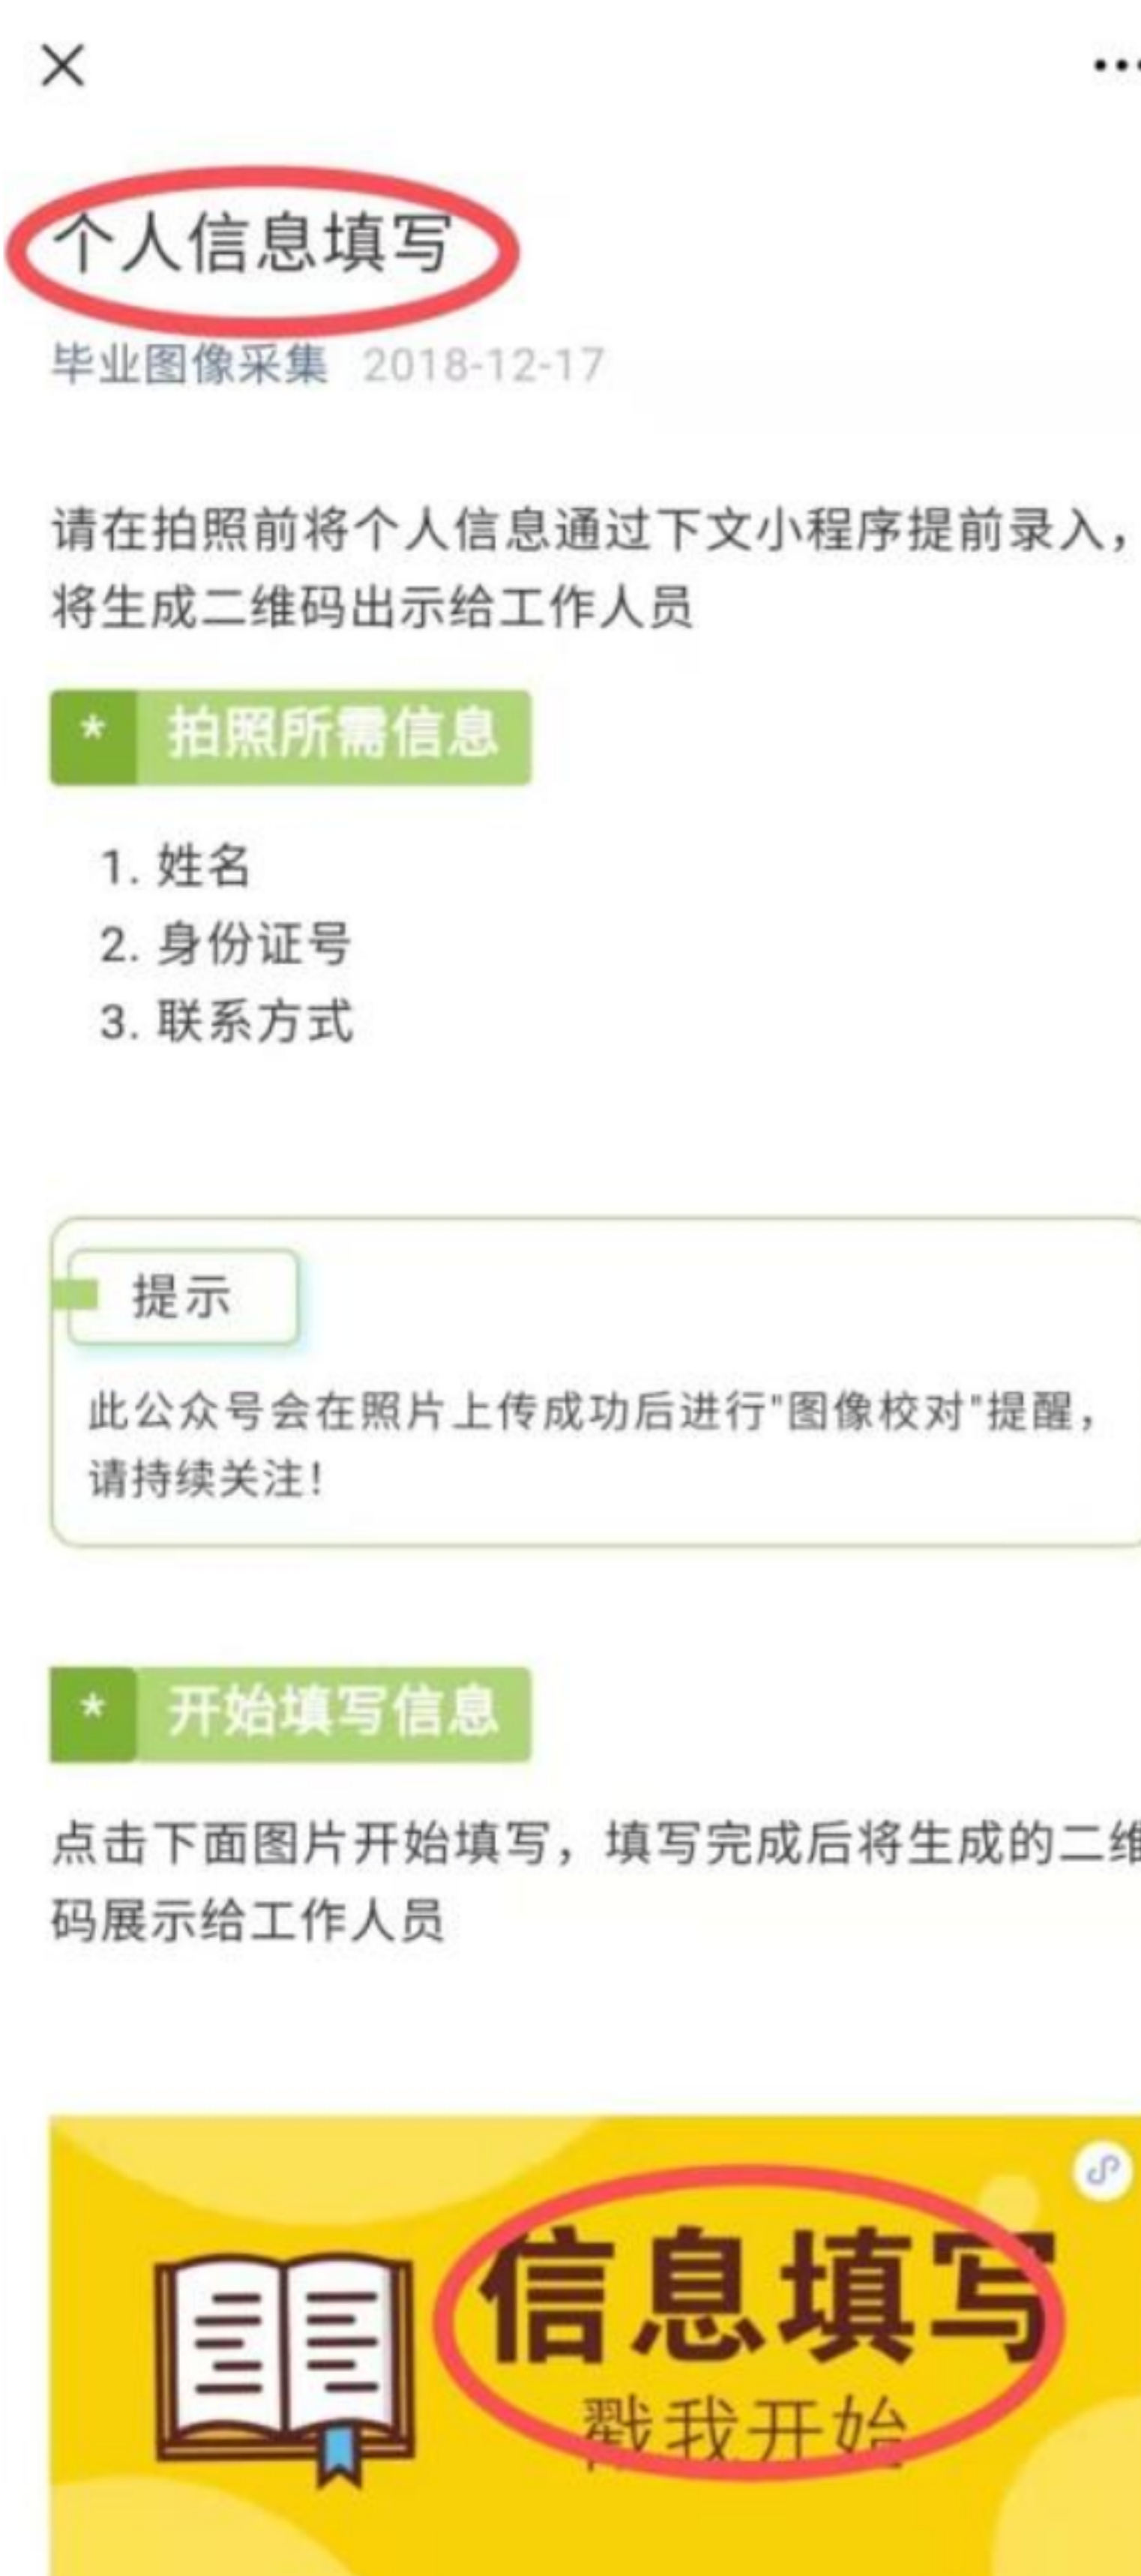 个人信息填写
毕业图像采集 2018-12-17
请在拍照前将个人信息通过下文小程序提前录入，
将生成二维码出示给工作人员
* 拍照所需信息
1. 姓名
2. 身份证号
3. 联系方式
提示
此公众号会在照片上传成功后进行"图像校对"提醒，
请持续关注！
* 开始填写信息
点击下面图片开始填写，填写完成后将生成的二维
码展示给工作人员
信息填写
戳我开始